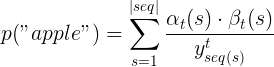 p("apple") = \sum_{s=1}^{|seq|} \frac{\alpha_t(s) \cdot \beta_t(s)}{y^t_{seq(s)}}